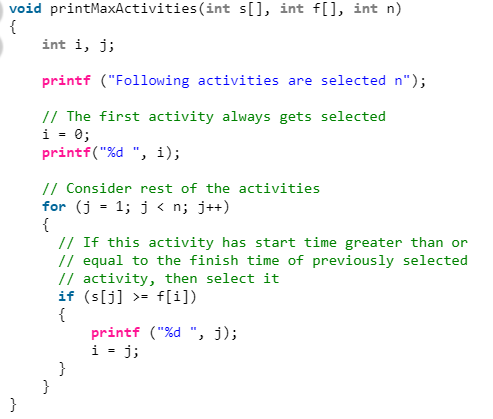 void printMaxActivities(int s[], int f[], int n)
{
int i, j;
printf ("Following activities are selected n");
// The first activity always gets selected
i = 0;
printf("%d ", i);
// Consider rest of the activities
for (j = 1; j < n; j++)
{
// If this activity has start time greater than or
// equal to the finish time of previously selected
// activity, then select it
if (s[j] >= f[i])
{
printf ("%d ", j);
i = j;
}
}
}